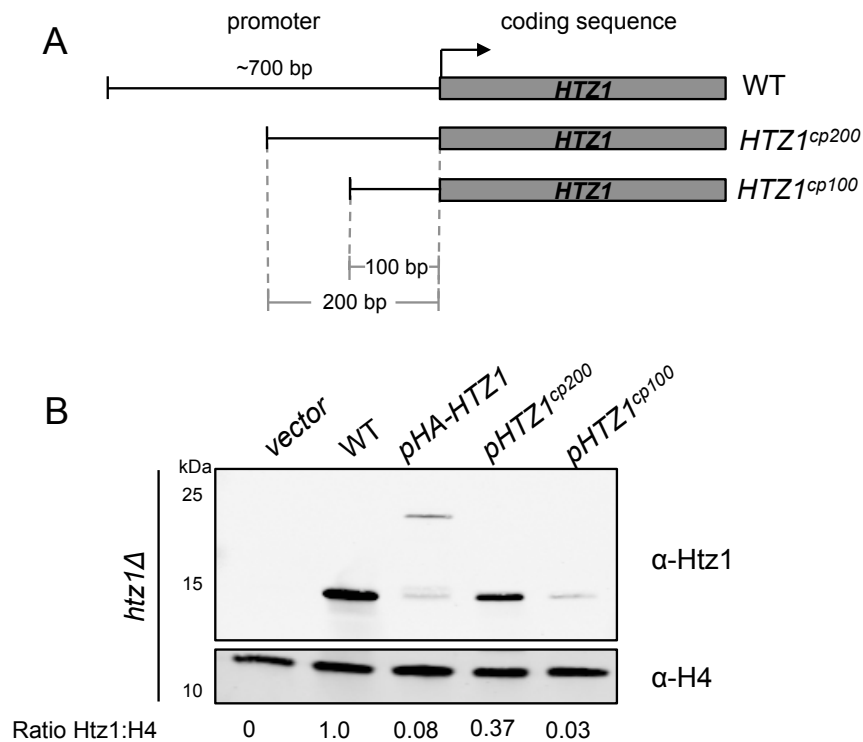 A
promoter
coding sequence
~700 bp
HTZ1
WT
HTZ1
HTZ1cp200
HTZ1
HTZ1cp100
100 bp
200 bp
B
vector
WT
pHA-HTZ1
pHTZ1cp200
pHTZ1cp100
kDa
25
15
α-Htz1
htz1Δ
α-H4
10
Ratio Htz1:H4 0 1.0 0.08 0.37 0.03